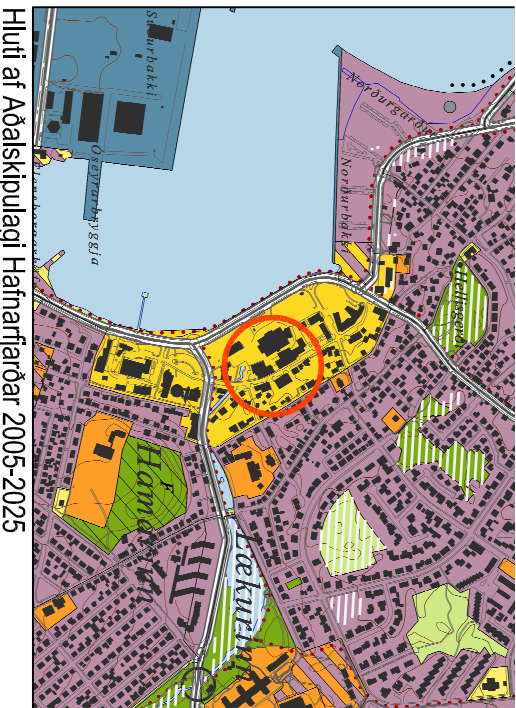 Hluti af Aðalskipulagi Hafnarfjarðar 2005-2025
Suðurbakki
Óseyrarbryggja
Norðurgarður
Norðurbakki
Hellisgerði
Hamarinn
F
Lækurinn